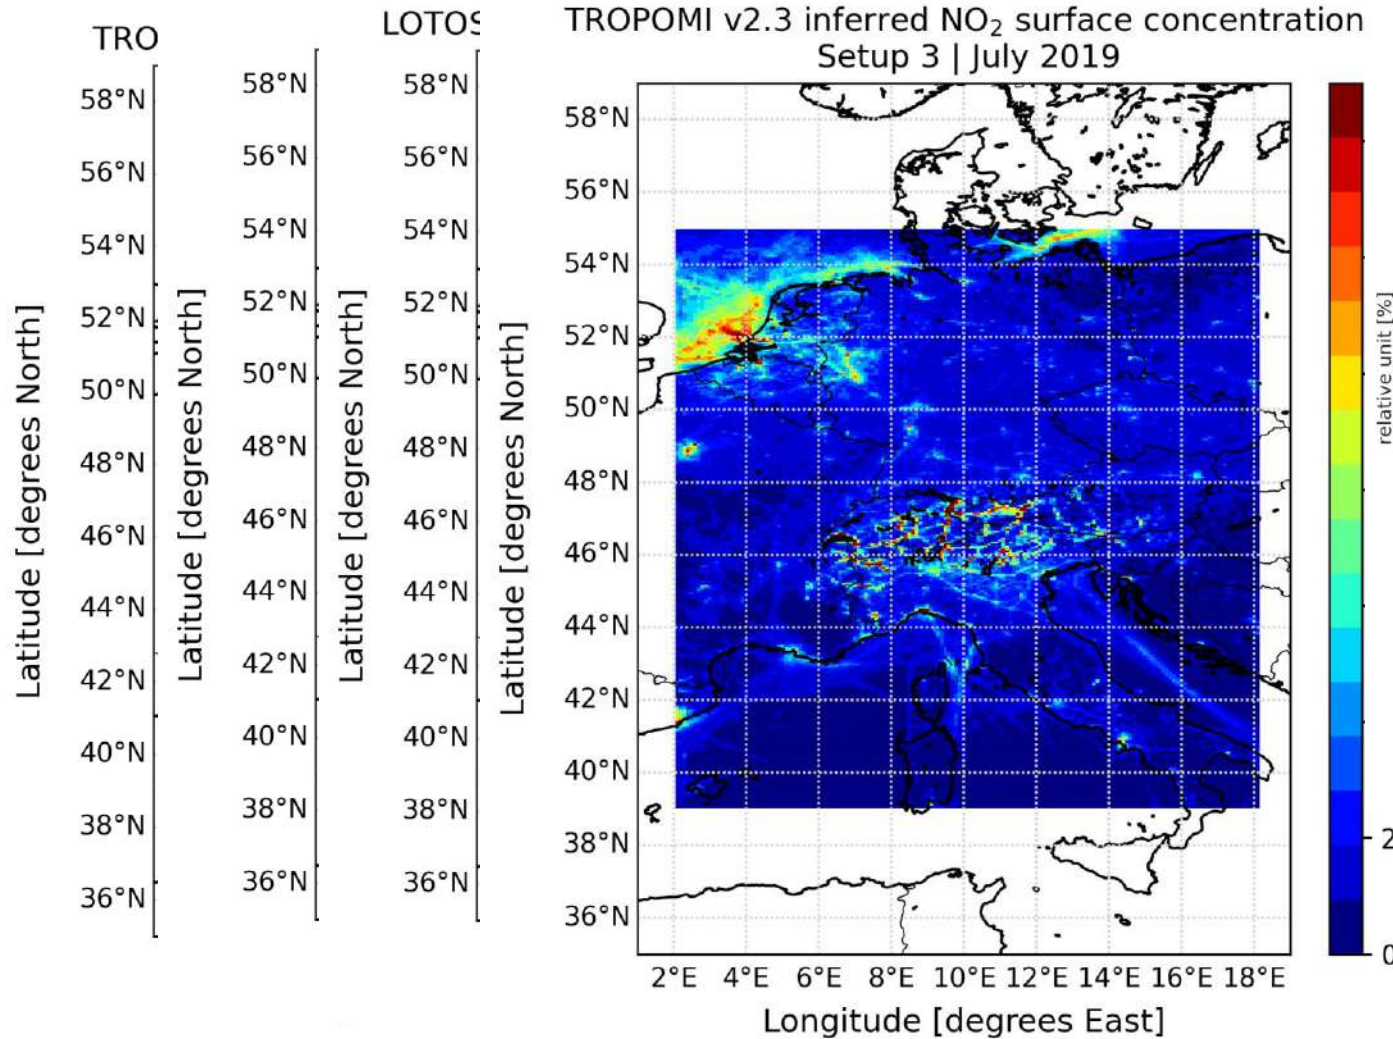 TRO
58°N
56°N
54°N
52°N
50°N
48°N
46°N
44°N
42°N
40°N
38°N
36°N
Latitude [degrees North]
58°N
56°N
54°N
52°N
50°N
48°N
46°N
44°N
42°N
40°N
38°N
36°N
Latitude [degrees North]
LOTOS
58°N
56°N
54°N
52°N
50°N
48°N
46°N
44°N
42°N
40°N
38°N
36°N
Latitude [degrees North]
TROPOMI v2.3 inferred NO₂ surface concentration
Setup 3 | July 2019
58°N
56°N
54°N
52°N
50°N
48°N
46°N
44°N
42°N
40°N
38°N
36°N
Latitude [degrees North]
2°E 4°E 6°E 8°E 10°E 12°E 14°E 16°E 18°E
Longitude [degrees East]
relative unit [%]
2
0